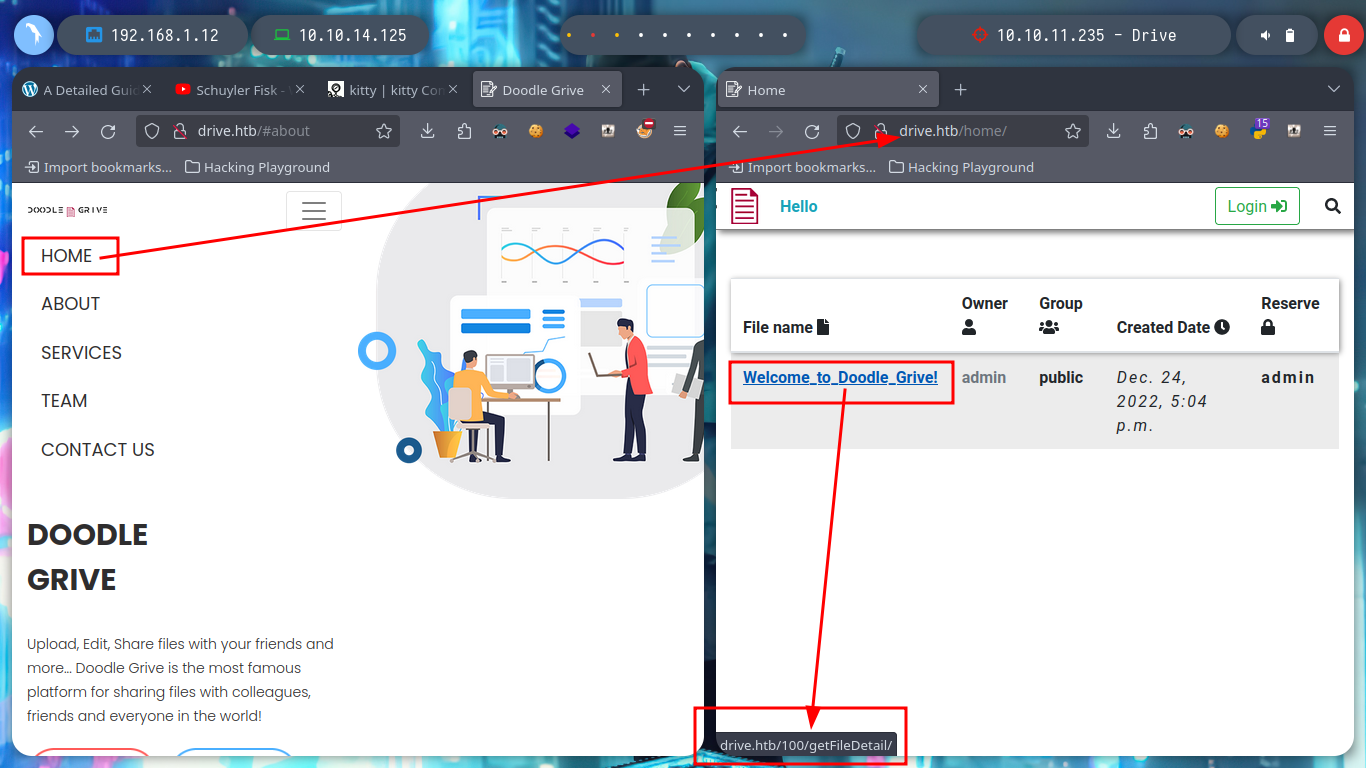 192.168.1.12
10.10.14.125
10.10.11.235 - Drive
A Detailed Guid
Schuyler Fisk -
kitty | kitty Con
Doodle Grive
drive.htb/#about
Import bookmarks...
Hacking Playground
DOODLE GRIVE
HOME
ABOUT
SERVICES
TEAM
CONTACT US
DOODLE
GRIVE
Upload, Edit, Share files with your friends and
more... Doodle Grive is the most famous
platform for sharing files with colleagues,
friends and everyone in the world!
Home
drive.htb/home/
15
Import bookmarks...
Hacking Playground
Hello
Login
File name
Owner
Group
Created Date
Reserve
Welcome_to_Doodle_Grive!
admin
public
Dec. 24,
2022, 5:04
p.m.
admin
drive.htb/100/getFileDetail/